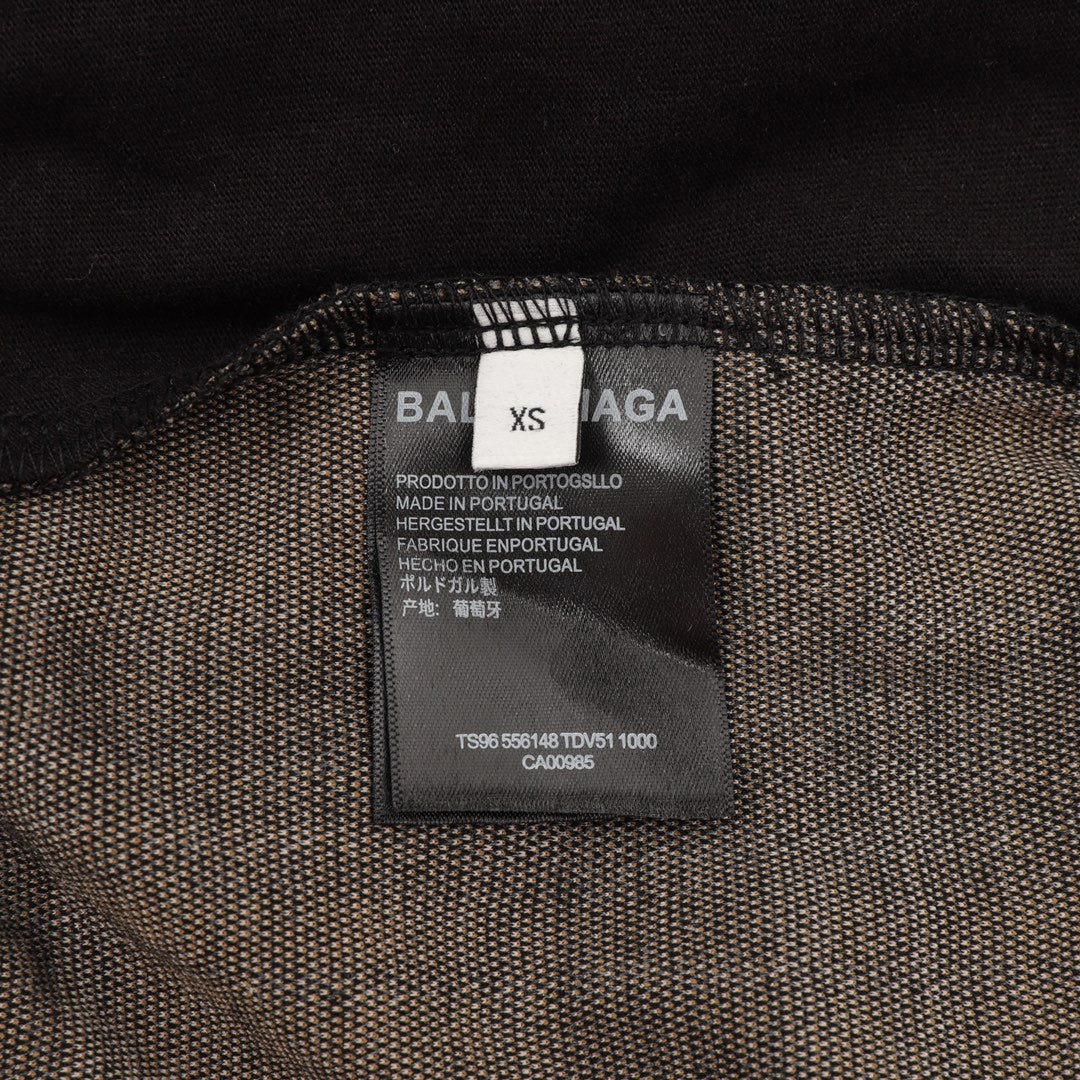 BAL IAGA
XS
PRODOTTO IN PORTOGSLLO
MADE IN PORTUGAL
HERGESTELLT IN PORTUGAL
FABRIQUE ENPORTUGAL
HECHO EN PORTUGAL
ポルドガル製
产地: 葡萄牙
TS96 556148 TDV51 1000
CA00985